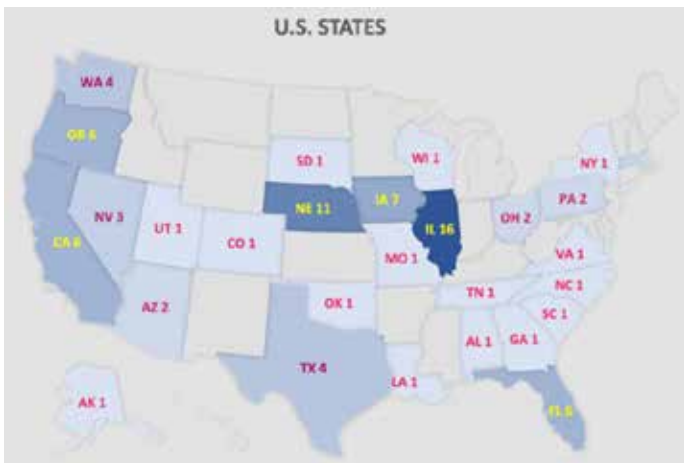 U.S. STATES
WA 4
OR 6
SD 1
WI 1
NY 1
NE 11
IA 7
PA 2
NV 3
UT 1
CO 1
IL 16
OH 2
CA 6
MO 1
VA 1
AZ 2
OK 1
TN 1
NC 1
SC 1
TX 4
AL 1
GA 1
LA 1
AK 1
FL